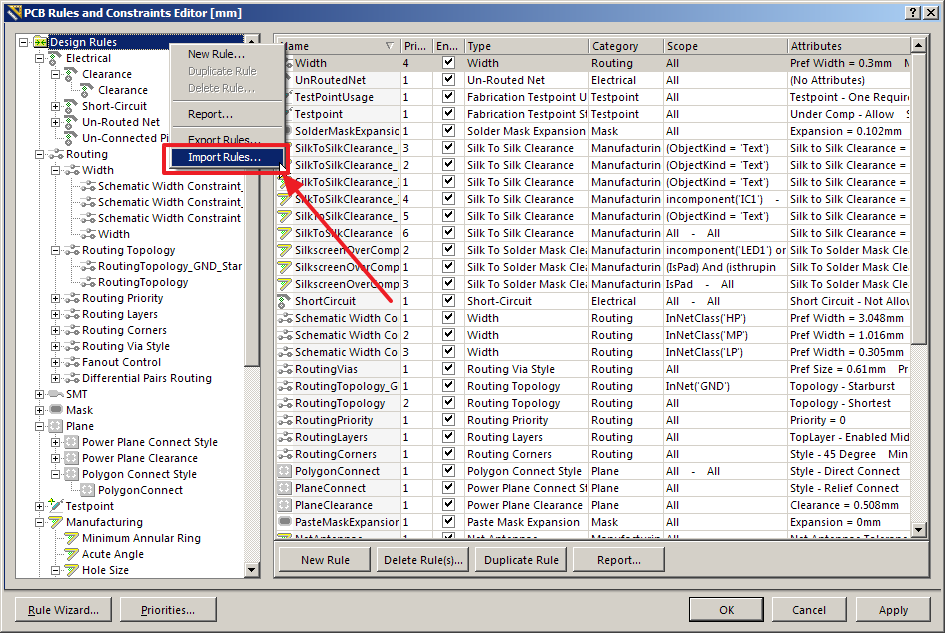 PCB Rules and Constraints Editor [mm]
Design Rules
Electrical
Clearance
Clearance
Short-Circuit
Un-Routed Net
Un-Connected Pi
Routing
Width
Schematic Width Constraint_
Schematic Width Constraint_
Schematic Width Constraint
Width
Routing Topology
RoutingTopology_GND_Star
RoutingTopology
Routing Priority
Routing Layers
Routing Corners
Routing Via Style
Fanout Control
Differential Pairs Routing
SMT
Mask
Plane
Power Plane Connect Style
Power Plane Clearance
Polygon Connect Style
PolygonConnect
Testpoint
Manufacturing
Minimum Annular Ring
Acute Angle
Hole Size
New Rule...
Duplicate Rule
Delete Rule...
Report...
Export Rules...
Import Rules...
Name Pri... En... Type Category Scope Attributes
Width 4 Width Routing All Pref Width = 0.3mm M
UnRoutedNet 1 Un-Routed Net Electrical All (No Attributes)
TestPointUsage 1 Fabrication Testpoint U Testpoint All Testpoint - One Require
Testpoint 1 Fabrication Testpoint St Testpoint All Under Comp - Allow S
SolderMaskExpansic 1 Solder Mask Expansion Mask All Expansion = 0.102mm
SilkToSilkClearance_ 3 Silk To Silk Clearance Manufacturin (ObjectKind = 'Text') Silk to Silk Clearance =
SilkToSilkClearance_ 2 Silk To Silk Clearance Manufacturin (ObjectKind = 'Text') Silk to Silk Clearance =
SilkToSilkClearance_ 1 Silk To Silk Clearance Manufacturin (ObjectKind = 'Text') Silk to Silk Clearance =
SilkToSilkClearance_ 4 Silk To Silk Clearance Manufacturin incomponent('IC1') - Silk to Silk Clearance =
SilkToSilkClearance_ 5 Silk To Silk Clearance Manufacturin (ObjectKind = 'Text') Silk to Silk Clearance =
SilkToSilkClearance 6 Silk To Silk Clearance Manufacturin All - All Silk to Silk Clearance =
SilkscreenOverComp 2 Silk To Solder Mask Clea Manufacturin incomponent('LED1') or Silk To Solder Mask Cle
SilkscreenOverComp 1 Silk To Solder Mask Clea Manufacturin (IsPad) And (isthrupin Silk To Solder Mask Cle
SilkscreenOverComp 3 Silk To Solder Mask Clea Manufacturin IsPad - All Silk To Solder Mask Cle
ShortCircuit 1 Short-Circuit Electrical All - All Short Circuit - Not Allov
Schematic Width Co 1 Width Routing InNetClass('HP') Pref Width = 3.048mm
Schematic Width Co 2 Width Routing InNetClass('MP') Pref Width = 1.016mm
Schematic Width Co 3 Width Routing InNetClass('LP') Pref Width = 0.305mm
RoutingVias 1 Routing Via Style Routing All Pref Size = 0.61mm Pr
RoutingTopology_G 1 Routing Topology Routing InNet('GND') Topology - Starburst
RoutingTopology 2 Routing Topology Routing All Topology - Shortest
RoutingPriority 1 Routing Priority Routing All Priority = 0
RoutingLayers 1 Routing Layers Routing All TopLayer - Enabled Mid
RoutingCorners 1 Routing Corners Routing All Style - 45 Degree Min
PolygonConnect 1 Polygon Connect Style Plane All - All Style - Direct Connect
PlaneConnect 1 Power Plane Connect St Plane All Style - Relief Connect
PlaneClearance 1 Power Plane Clearance Plane All Clearance = 0.508mm
PasteMaskExpansion 1 Paste Mask Expansion Mask All Expansion = 0mm
New Rule Delete Rule(s)... Duplicate Rule Report...
Rule Wizard... Priorities... OK Cancel Apply